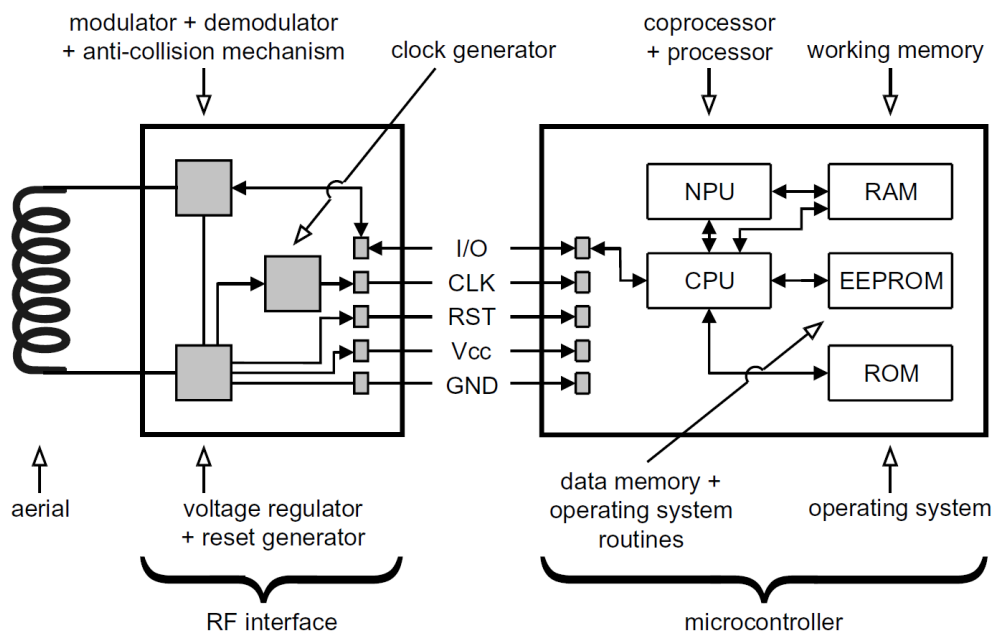 modulator + demodulator
+ anti-collision mechanism
clock generator
coprocessor
+ processor
working memory
NPU
RAM
I/O
CLK
CPU
EEPROM
RST
Vcc
GND
ROM
aerial
voltage regulator
+ reset generator
data memory +
operating system
routines
operating system
RF interface
microcontroller